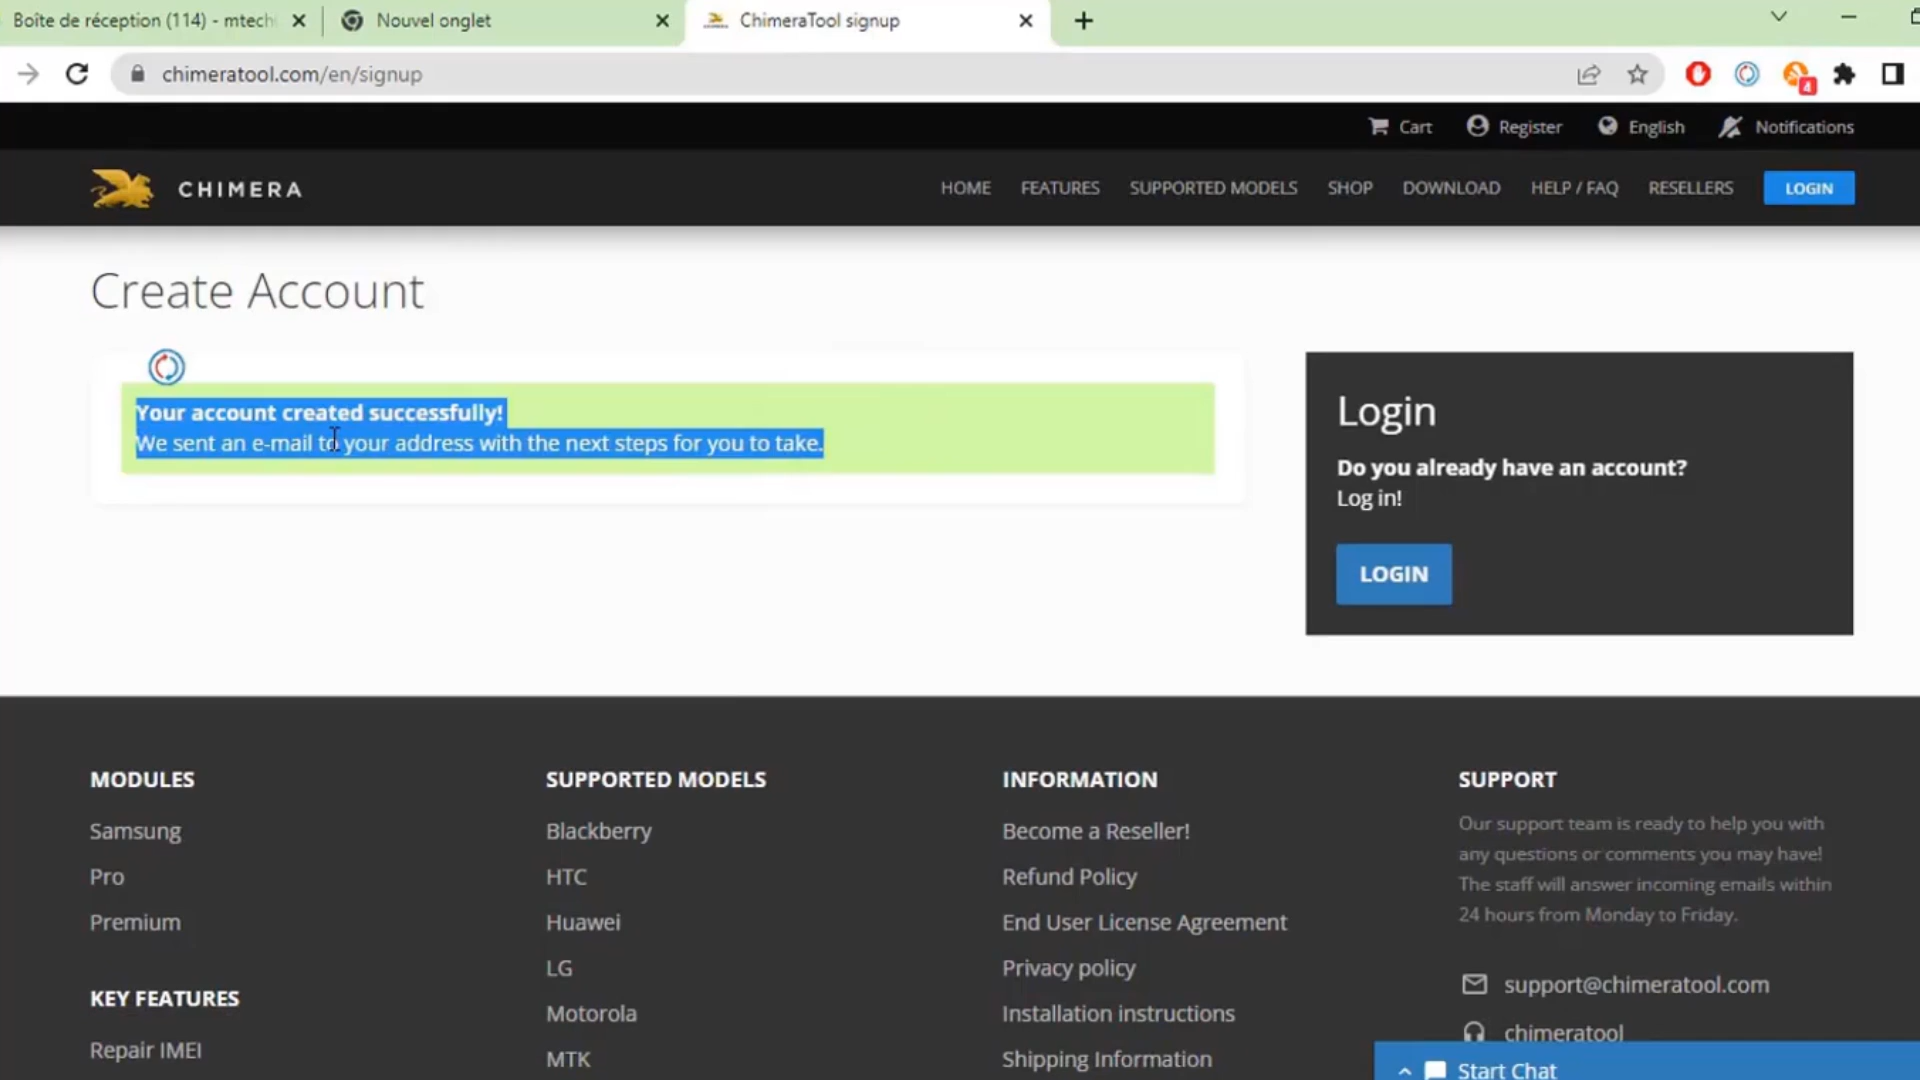 Boîte de réception (114) - mtech
Nouvel onglet
ChimeraTool signup
chimeratool.com/en/signup
4
Cart
Register
English
Notifications
CHIMERA
HOME
FEATURES
SUPPORTED MODELS
SHOP
DOWNLOAD
HELP / FAQ
RESELLERS
LOGIN
Create Account
Your account created successfully!
We sent an e-mail to your address with the next steps for you to take.
Login
Do you already have an account?
Log in!
LOGIN
MODULES
Samsung
Pro
Premium
KEY FEATURES
Repair IMEI
SUPPORTED MODELS
Blackberry
HTC
Huawei
LG
Motorola
MTK
INFORMATION
Become a Reseller!
Refund Policy
End User License Agreement
Privacy policy
Installation instructions
Shipping Information
SUPPORT
Our support team is ready to help you with
any questions or comments you may have!
The staff will answer incoming emails within
24 hours from Monday to Friday.
support@chimeratool.com
chimeratool
Start Chat